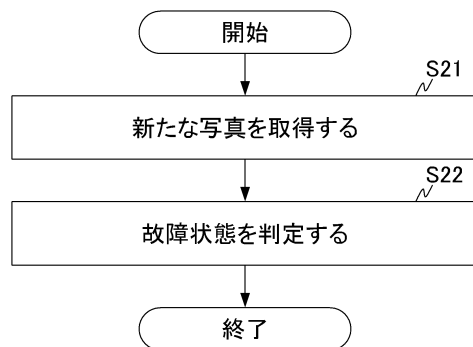 開始
S21
新たな写真を取得する
S22
故障状態を判定する
終了